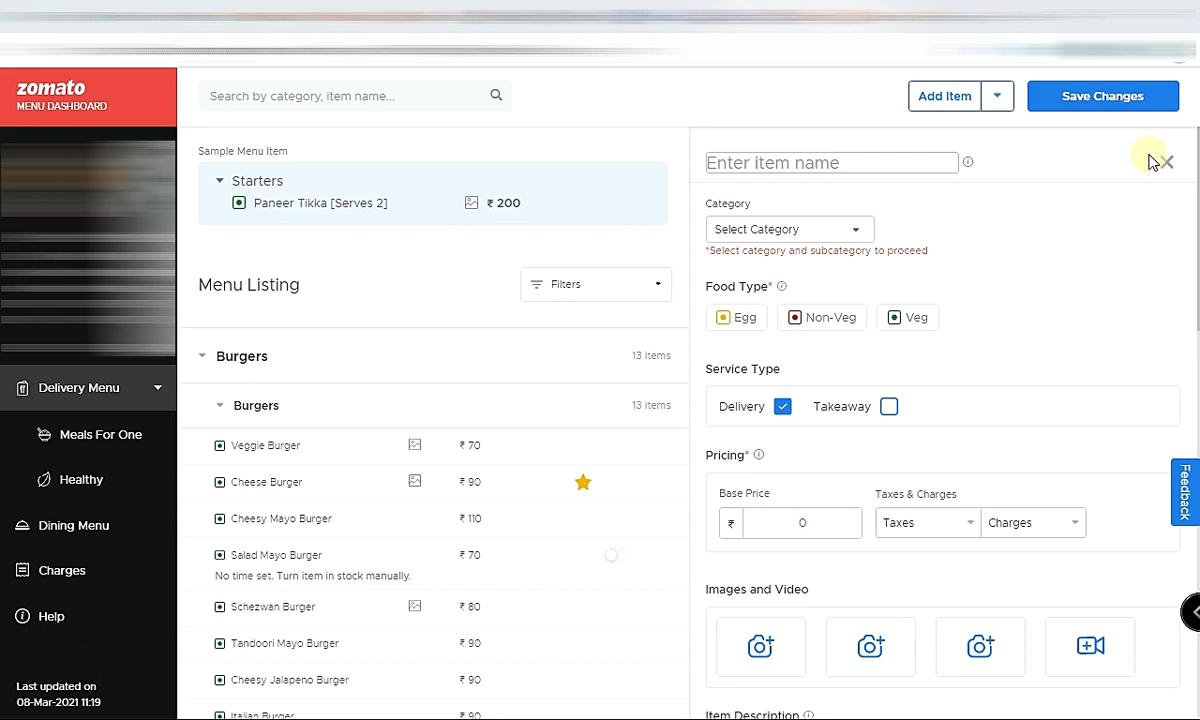 zomato
MENU DASHBOARD
Search by category, item name...
Add Item
Save Changes
Sample Menu Item
Starters
Paneer Tikka [Serves 2]
₹ 200
Menu Listing
Filters
Burgers
13 items
Burgers
13 items
Veggie Burger
₹ 70
Cheese Burger
₹ 90
Cheesy Mayo Burger
₹ 110
Salad Mayo Burger
₹ 70
No time set. Turn item in stock manually.
Schezwan Burger
₹ 80
Tandoori Mayo Burger
₹ 90
Cheesy Jalapeno Burger
₹ 90
Italian Burger
₹ 90
Delivery Menu
Meals For One
Healthy
Dining Menu
Charges
Help
Last updated on
08-Mar-2021 11:19
Enter item name
Category
Select Category
*Select category and subcategory to proceed
Food Type*
Egg
Non-Veg
Veg
Service Type
Delivery
Takeaway
Pricing*
Base Price
Taxes & Charges
₹
0
Taxes
Charges
Images and Video
Item Description
Feedback